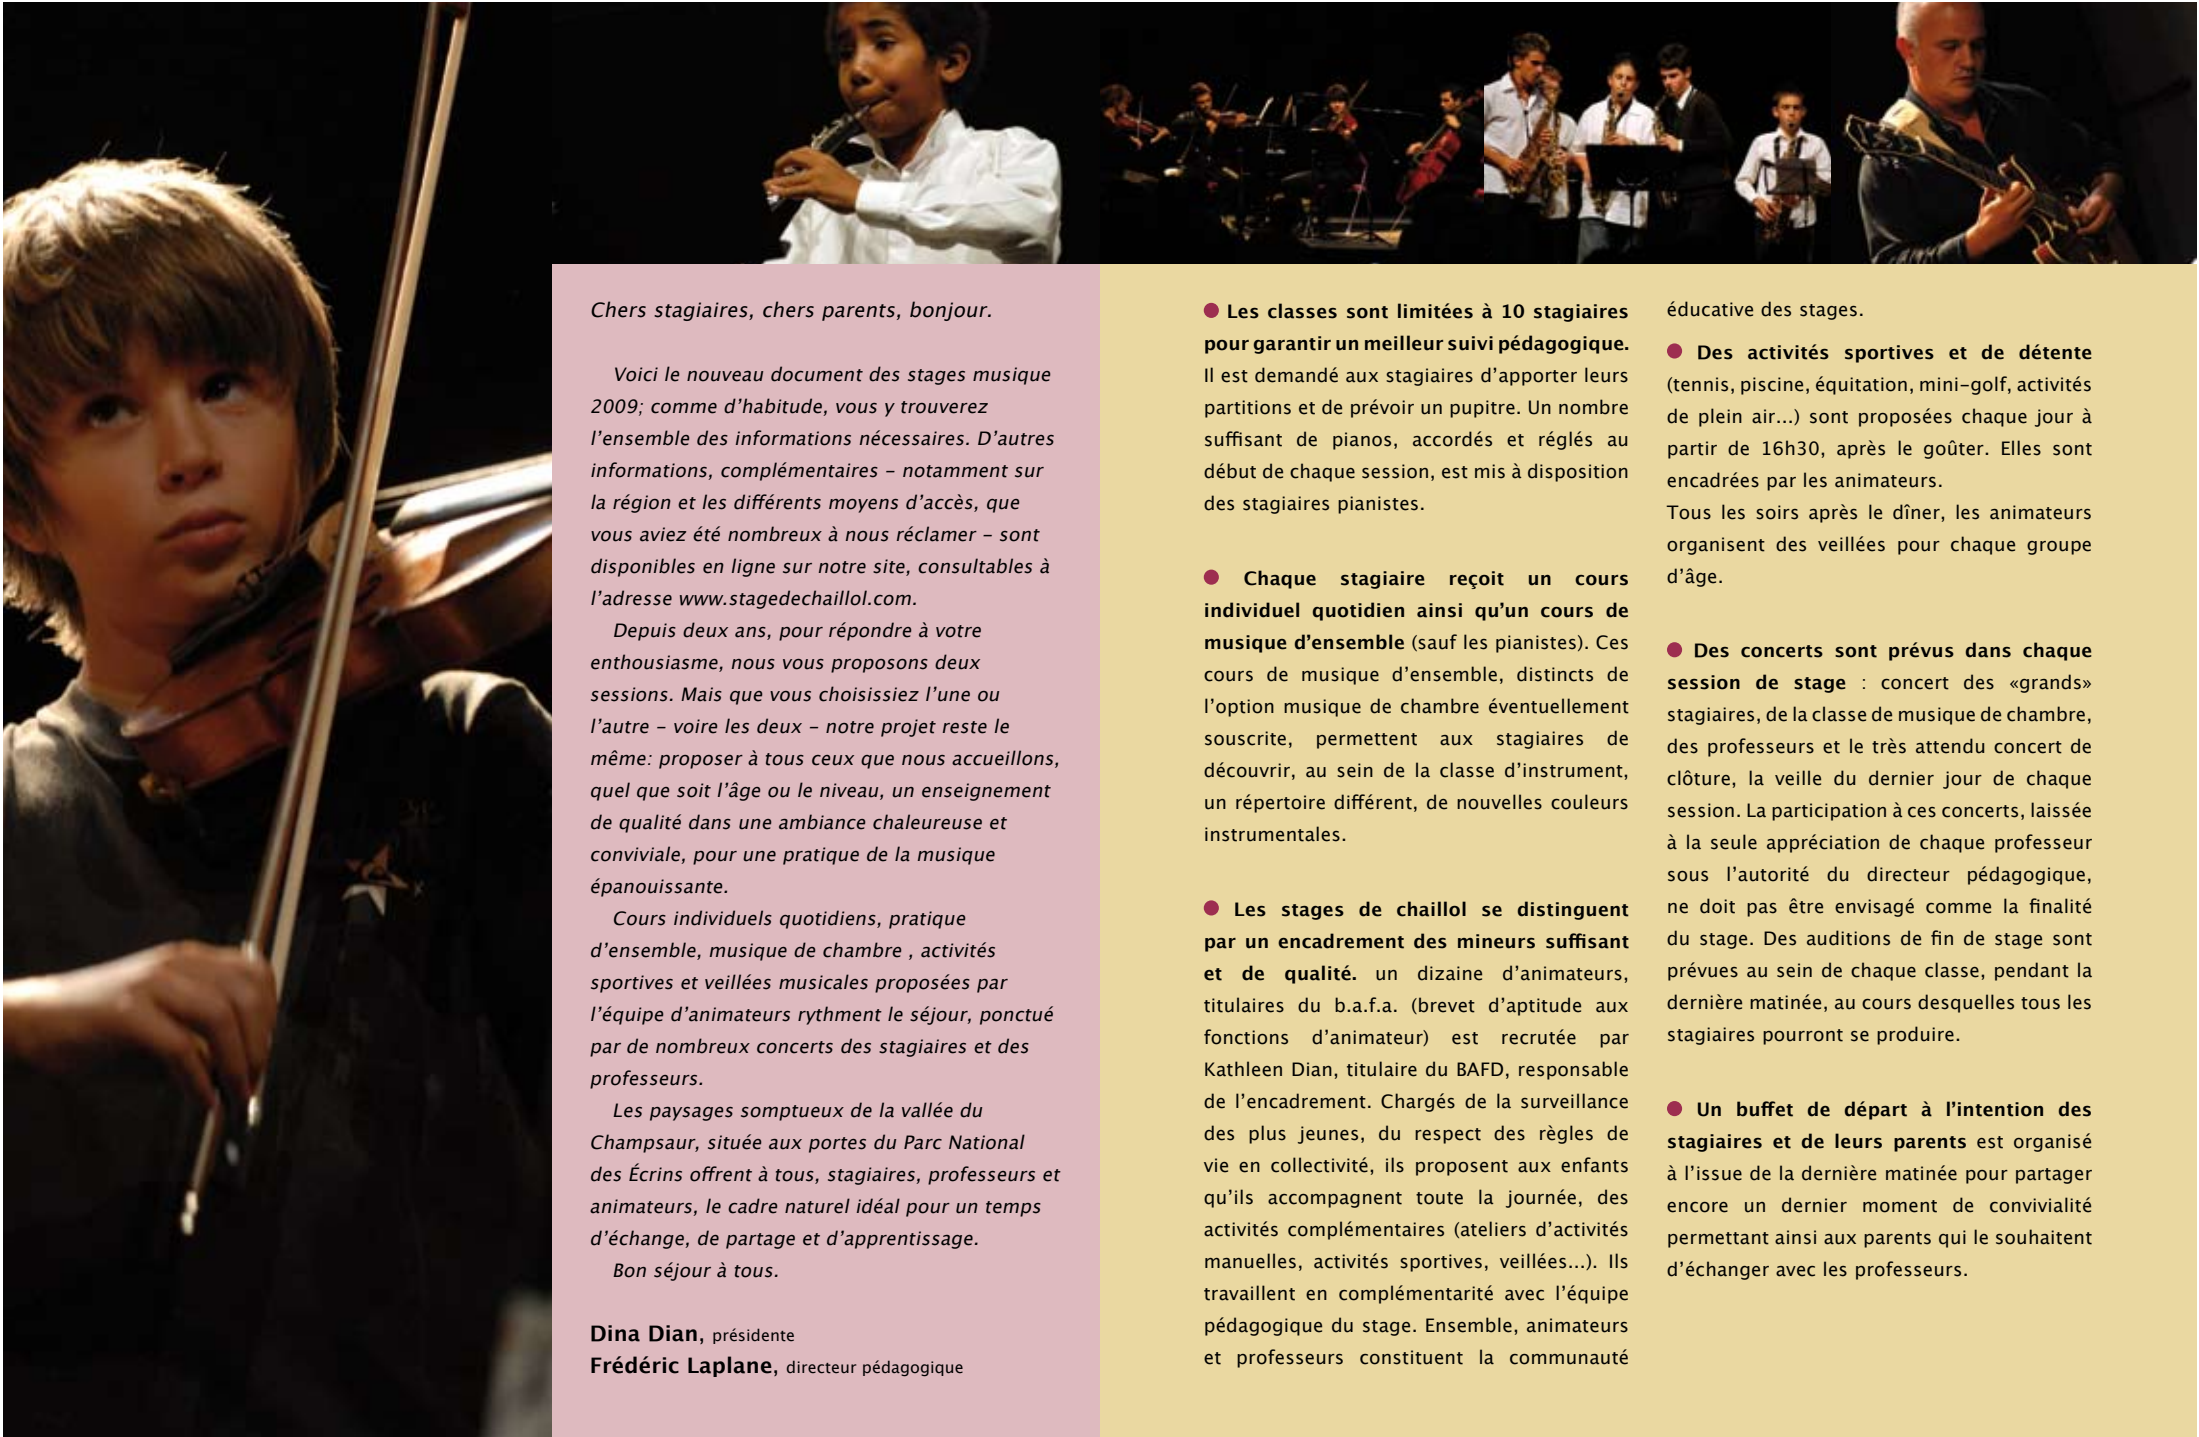 Chers stagiaires, chers parents, bonjour.
Voici le nouveau document des stages musique
2009; comme d'habitude, vous y trouverez
l'ensemble des informations nécessaires. D'autres
informations, complémentaires – notamment sur
la région et les différents moyens d'accès, que
vous aviez été nombreux à nous réclamer – sont
disponibles en ligne sur notre site, consultables à
l'adresse www.stagedechaillol.com.
Depuis deux ans, pour répondre à votre
enthousiasme, nous vous proposons deux
sessions. Mais que vous choisissiez l'une ou
l'autre – voire les deux – notre projet reste le
même: proposer à tous ceux que nous accueillons,
quel que soit l'âge ou le niveau, un enseignement
de qualité dans une ambiance chaleureuse et
conviviale, pour une pratique de la musique
épanouissante.
Cours individuels quotidiens, pratique
d'ensemble, musique de chambre , activités
sportives et veillées musicales proposées par
l'équipe d'animateurs rythment le séjour, ponctué
par de nombreux concerts des stagiaires et des
professeurs.
Les paysages somptueux de la vallée du
Champsaur, située aux portes du Parc National
des Écrins offrent à tous, stagiaires, professeurs et
animateurs, le cadre naturel idéal pour un temps
d'échange, de partage et d'apprentissage.
Bon séjour à tous.
Dina Dian, présidente
Frédéric Laplane, directeur pédagogique
● Les classes sont limitées à 10 stagiaires
pour garantir un meilleur suivi pédagogique.
Il est demandé aux stagiaires d'apporter leurs
partitions et de prévoir un pupitre. Un nombre
suffisant de pianos, accordés et réglés au
début de chaque session, est mis à disposition
des stagiaires pianistes.
● Chaque stagiaire reçoit un cours
individuel quotidien ainsi qu'un cours de
musique d'ensemble (sauf les pianistes). Ces
cours de musique d'ensemble, distincts de
l'option musique de chambre éventuellement
souscrite, permettent aux stagiaires de
découvrir, au sein de la classe d'instrument,
un répertoire différent, de nouvelles couleurs
instrumentales.
● Les stages de chaillol se distinguent
par un encadrement des mineurs suffisant
et de qualité. un dizaine d'animateurs,
titulaires du b.a.f.a. (brevet d'aptitude aux
fonctions d'animateur) est recrutée par
Kathleen Dian, titulaire du BAFD, responsable
de l'encadrement. Chargés de la surveillance
des plus jeunes, du respect des règles de
vie en collectivité, ils proposent aux enfants
qu'ils accompagnent toute la journée, des
activités complémentaires (ateliers d'activités
manuelles, activités sportives, veillées...). Ils
travaillent en complémentarité avec l'équipe
pédagogique du stage. Ensemble, animateurs
et professeurs constituent la communauté
éducative des stages.
● Des activités sportives et de détente
(tennis, piscine, équitation, mini-golf, activités
de plein air...) sont proposées chaque jour à
partir de 16h30, après le goûter. Elles sont
encadrées par les animateurs.
Tous les soirs après le dîner, les animateurs
organisent des veillées pour chaque groupe
d'âge.
● Des concerts sont prévus dans chaque
session de stage : concert des «grands»
stagiaires, de la classe de musique de chambre,
des professeurs et le très attendu concert de
clôture, la veille du dernier jour de chaque
session. La participation à ces concerts, laissée
à la seule appréciation de chaque professeur
sous l'autorité du directeur pédagogique,
ne doit pas être envisagé comme la finalité
du stage. Des auditions de fin de stage sont
prévues au sein de chaque classe, pendant la
dernière matinée, au cours desquelles tous les
stagiaires pourront se produire.
● Un buffet de départ à l'intention des
stagiaires et de leurs parents est organisé
à l'issue de la dernière matinée pour partager
encore un dernier moment de convivialité
permettant ainsi aux parents qui le souhaitent
d'échanger avec les professeurs.